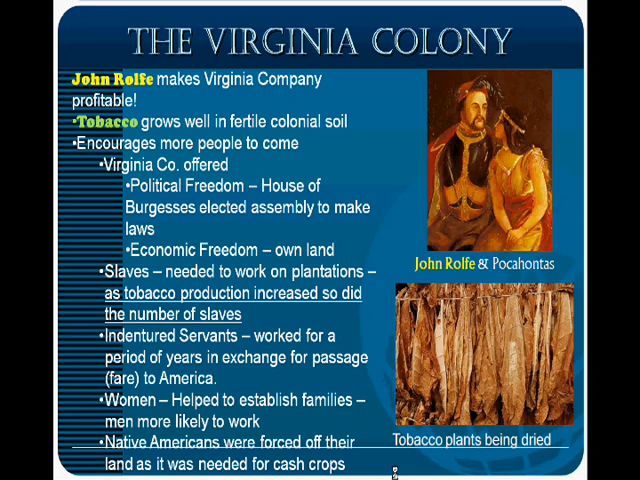 THE VIRGINIA COLONY
John Rolfe makes Virginia Company
profitable!
•Tobacco grows well in fertile colonial soil
•Encourages more people to come
•Virginia Co. offered
•Political Freedom – House of
Burgesses elected assembly to make
laws
•Economic Freedom – own land
•Slaves – needed to work on plantations –
as tobacco production increased so did
the number of slaves
•Indentured Servants – worked for a
period of years in exchange for passage
(fare) to America.
•Women – Helped to establish families –
men more likely to work
•Native Americans were forced off their
land as it was needed for cash crops
John Rolfe & Pocahontas
Tobacco plants being dried